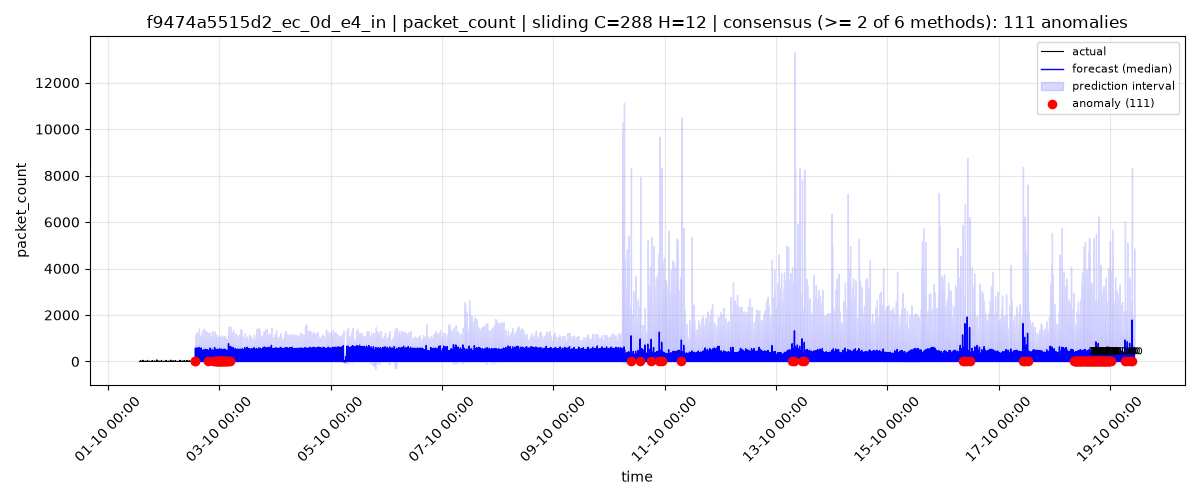 f9474a5515d2_ec_0d_e4_in | packet_count | sliding C=288 H=12 | consensus (>= 2 of 6 methods): 111 anomalies
packet_count
12000
10000
8000
6000
4000
2000
0
actual
forecast (median)
prediction interval
anomaly (111)
01-10 00:00
03-10 00:00
05-10 00:00
07-10 00:00
09-10 00:00
11-10 00:00
13-10 00:00
15-10 00:00
17-10 00:00
19-10 00:00
time